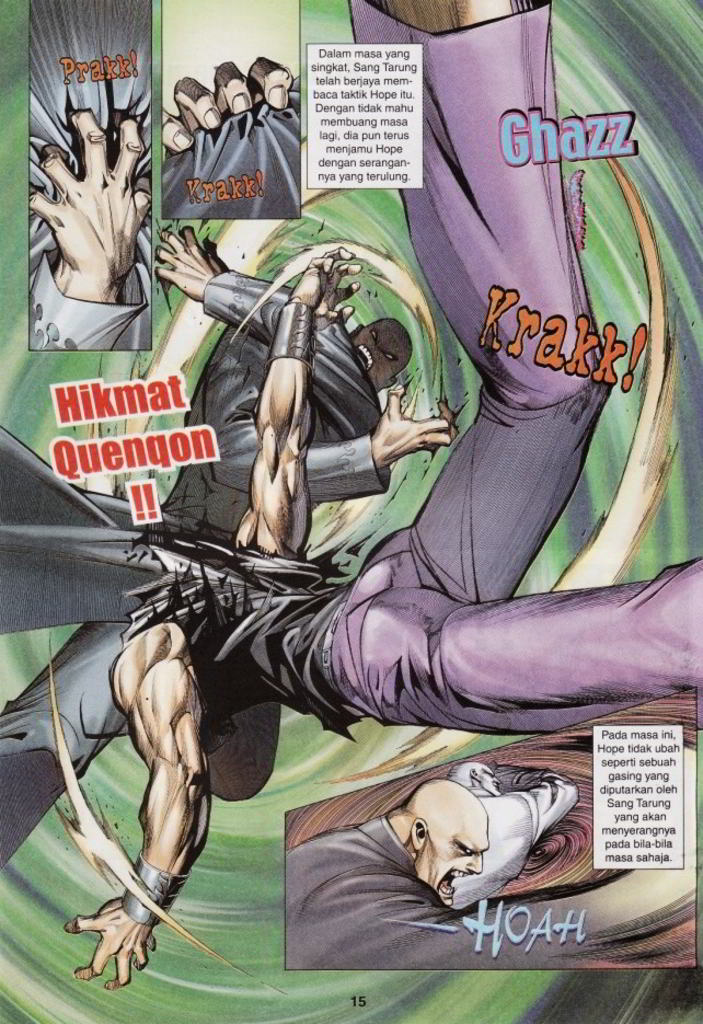 Prakk!
Krakk!
Dalam masa yang
singkat, Sang Tarung
telah berjaya mem-
baca taktik Hope itu.
Dengan tidak mahu
membuang masa
lagi, dia pun terus
menjamu Hope
dengan serangan-
nya yang terulung.
Ghazz
Krakk!
Hikmat
Quenqon
!!
Pada masa ini,
Hope tidak ubah
seperti sebuah
gasing yang
diputarkan oleh
Sang Tarung
yang akan
menyerangnya
pada bila-bila
masa sahaja.
HOAH
15